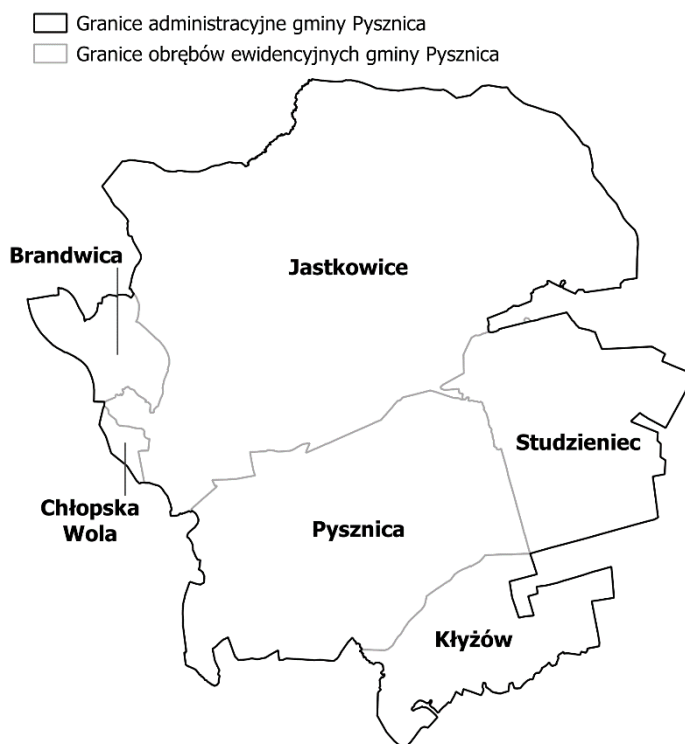 Granice administracyjne gminy Pysznica
Granice obrębów ewidencyjnych gminy Pysznica
Brandwica
Jastkowice
Studzieniec
Chłopska
Wola
Pysznica
Kłyżów